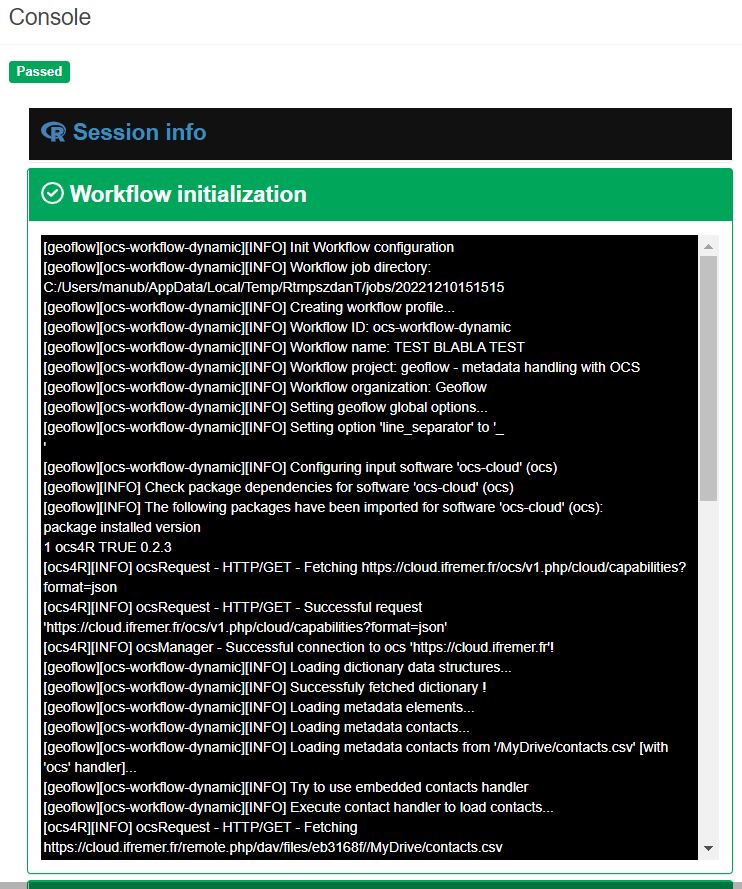 Console
Passed
Session info
Workflow initialization
[geoflow][ocs-workflow-dynamic][INFO] Init Workflow configuration
[geoflow][ocs-workflow-dynamic][INFO] Workflow job directory:
C:/Users/manub/AppData/Local/Temp/RtmpszdanT/jobs/20221210151515
[geoflow][ocs-workflow-dynamic][INFO] Creating workflow profile...
[geoflow][ocs-workflow-dynamic][INFO] Workflow ID: ocs-workflow-dynamic
[geoflow][ocs-workflow-dynamic][INFO] Workflow name: TEST BLABLA TEST
[geoflow][ocs-workflow-dynamic][INFO] Workflow project: geoflow - metadata handling with OCS
[geoflow][ocs-workflow-dynamic][INFO] Workflow organization: Geoflow
[geoflow][ocs-workflow-dynamic][INFO] Setting geoflow global options...
[geoflow][ocs-workflow-dynamic][INFO] Setting option 'line_separator' to '_
'
[geoflow][ocs-workflow-dynamic][INFO] Configuring input software 'ocs-cloud' (ocs)
[geoflow][INFO] Check package dependencies for software 'ocs-cloud' (ocs)
[geoflow][INFO] The following packages have been imported for software 'ocs-cloud' (ocs):
package installed version
1 ocs4R TRUE 0.2.3
[ocs4R][INFO] ocsRequest - HTTP/GET - Fetching https://cloud.ifremer.fr/ocs/v1.php/cloud/capabilities?
format=json
[ocs4R][INFO] ocsRequest - HTTP/GET - Successful request
'https://cloud.ifremer.fr/ocs/v1.php/cloud/capabilities?format=json'
[ocs4R][INFO] ocsManager - Successful connection to ocs 'https://cloud.ifremer.fr'!
[geoflow][ocs-workflow-dynamic][INFO] Loading dictionary data structures...
[geoflow][ocs-workflow-dynamic][INFO] Successfuly fetched dictionary !
[geoflow][ocs-workflow-dynamic][INFO] Loading metadata elements...
[geoflow][ocs-workflow-dynamic][INFO] Loading metadata contacts...
[geoflow][ocs-workflow-dynamic][INFO] Loading metadata contacts from '/MyDrive/contacts.csv' [with
'ocs' handler]...
[geoflow][ocs-workflow-dynamic][INFO] Try to use embedded contacts handler
[geoflow][ocs-workflow-dynamic][INFO] Execute contact handler to load contacts...
[ocs4R][INFO] ocsRequest - HTTP/GET - Fetching
https://cloud.ifremer.fr/remote.php/dav/files/eb3168f//MyDrive/contacts.csv